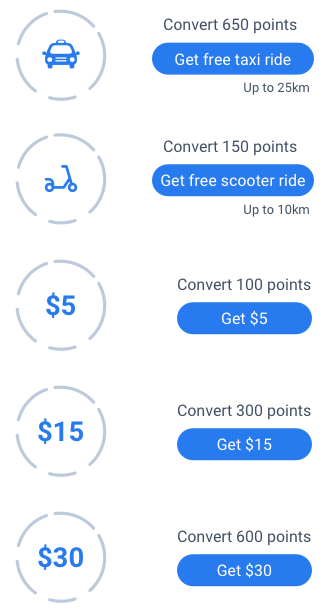 Convert 650 points
Get free taxi ride
Up to 25km
Convert 150 points
Get free scooter ride
Up to 10km
$5
Convert 100 points
Get $5
$15
Convert 300 points
Get $15
$30
Convert 600 points
Get $30